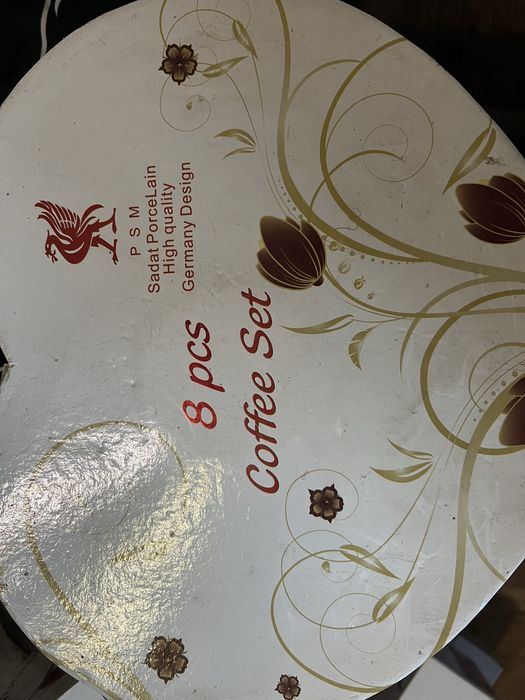 P S M
Sadat PorceLain
High quality
Germany Design
8 pcs
Coffee Set